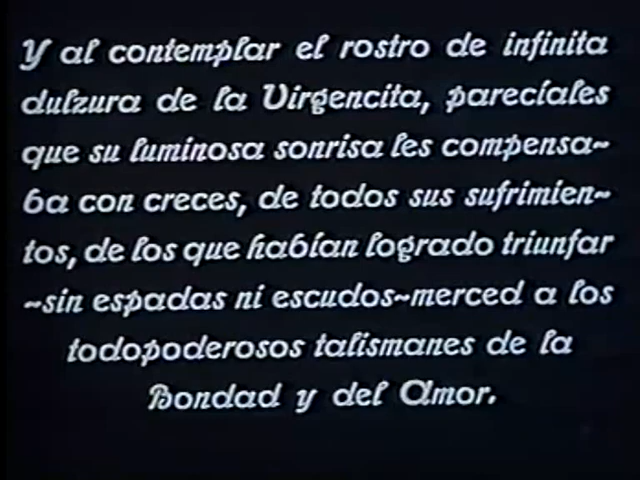 Y al contemplar el rostro de infinita
dulzura de la Virgencita, parecíales
que su luminosa sonrisa les compensa~
ba con creces, de todos sus sufrimien~
tos, de los que habían logrado triunfar
~sin espadas ni escudos~merced a los
todopoderosos talismanes de la
Bondad y del Amor.